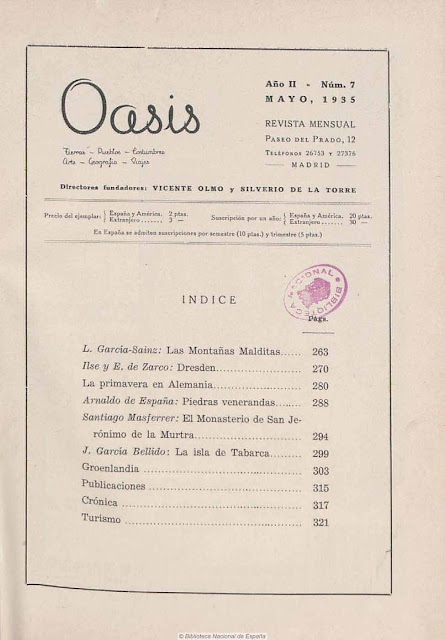 Oasis
Tierras - Pueblos - Costumbres
Arte - Geografía - Viajes
Año II - Núm. 7
MAYO, 1935
REVISTA MENSUAL
PASEO DEL PRADO, 12
TELÉFONOS 26753 Y 27376
MADRID
Directores fundadores: VICENTE OLMO y SILVERIO DE LA TORRE
Precio del ejemplar: España y América. 2 ptas.
Extranjero . . . . . . 3 —
Suscripción por un año: España y América. 20 ptas.
Extranjero . . . . . . 30 —
En España se admiten suscripciones por semestre (10 ptas.) y trimestre (5 ptas.)
BIBLIOTECA NACIONAL
INDICE
Págs.
L. García-Sainz: Las Montañas Malditas...... 263
Ilse y E. de Zarco: Dresden........................ 270
La primavera en Alemania........................ 280
Arnaldo de España: Piedras venerandas........ 288
Santiago Masferrer: El Monasterio de San Je-
rónimo de la Murtra............................ 294
J. García Bellido: La isla de Tabarca............ 299
Groenlandia ........................................ 303
Publicaciones ....................................... 315
Crónica .............................................. 317
Turismo ............................................. 321
© Biblioteca Nacional de España